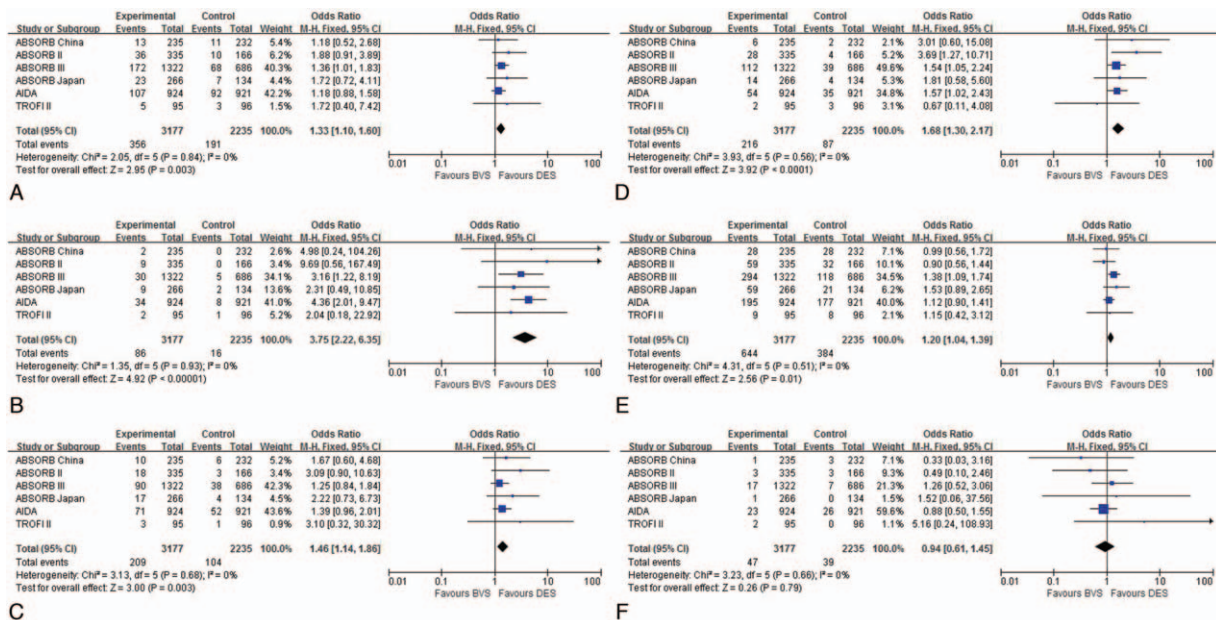 Experimental Control Odds Ratio Odds Ratio
Study or Subgroup Events Total Events Total Weight M-H, Fixed, 95% CI M-H, Fixed, 95% CI
ABSORB China 13 235 11 232 5.4% 1.18 [0.52, 2.68]
ABSORB II 36 335 10 166 6.2% 1.88 [0.91, 3.89]
ABSORB III 172 1322 68 686 40.3% 1.36 [1.01, 1.83]
ABSORB Japan 23 266 7 134 4.4% 1.72 [0.72, 4.11]
AIDA 107 924 92 921 42.2% 1.18 [0.88, 1.58]
TROFI II 5 95 3 96 1.5% 1.72 [0.40, 7.42]
Total (95% CI) 3177 2235 100.0% 1.33 [1.10, 1.60]
Total events 356 191
Heterogeneity: Chi² = 2.05, df = 5 (P = 0.84); I² = 0%
Test for overall effect: Z = 2.95 (P = 0.003)
0.01 0.1 1 10 100
Favours BVS Favours DES
A
Experimental Control Odds Ratio Odds Ratio
Study or Subgroup Events Total Events Total Weight M-H, Fixed, 95% CI M-H, Fixed, 95% CI
ABSORB China 6 235 2 232 2.1% 3.01 [0.60, 15.08]
ABSORB II 28 335 4 166 5.2% 3.69 [1.27, 10.71]
ABSORB III 112 1322 39 686 49.6% 1.54 [1.05, 2.24]
ABSORB Japan 14 266 4 134 5.2% 1.81 [0.58, 5.60]
AIDA 54 924 35 921 34.8% 1.57 [1.02, 2.43]
TROFI II 2 95 3 96 3.1% 0.67 [0.11, 4.08]
Total (95% CI) 3177 2235 100.0% 1.68 [1.30, 2.17]
Total events 216 87
Heterogeneity: Chi² = 3.93, df = 5 (P = 0.56); I² = 0%
Test for overall effect: Z = 3.92 (P < 0.0001)
0.01 0.1 1 10 100
Favours BVS Favours DES
D
Experimental Control Odds Ratio Odds Ratio
Study or Subgroup Events Total Events Total Weight M-H, Fixed, 95% CI M-H, Fixed, 95% CI
ABSORB China 2 235 0 232 2.6% 4.98 [0.24, 104.26]
ABSORB II 9 335 0 166 3.4% 9.69 [0.56, 167.49]
ABSORB III 30 1322 5 686 34.1% 3.16 [1.22, 8.19]
ABSORB Japan 9 266 2 134 13.6% 2.31 [0.49, 10.85]
AIDA 34 924 8 921 41.0% 4.36 [2.01, 9.47]
TROFI II 2 95 1 96 5.2% 2.04 [0.18, 22.92]
Total (95% CI) 3177 2235 100.0% 3.75 [2.22, 6.35]
Total events 86 16
Heterogeneity: Chi² = 1.35, df = 5 (P = 0.93); I² = 0%
Test for overall effect: Z = 4.92 (P < 0.00001)
0.01 0.1 1 10 100
Favours BVS Favours DES
B
Experimental Control Odds Ratio Odds Ratio
Study or Subgroup Events Total Events Total Weight M-H, Fixed, 95% CI M-H, Fixed, 95% CI
ABSORB China 28 235 28 232 7.1% 0.99 [0.56, 1.72]
ABSORB II 59 335 32 166 10.1% 0.90 [0.56, 1.44]
ABSORB III 294 1322 118 686 34.5% 1.38 [1.09, 1.74]
ABSORB Japan 59 266 21 134 6.2% 1.53 [0.89, 2.65]
AIDA 195 924 177 921 40.0% 1.12 [0.90, 1.41]
TROFI II 9 95 8 96 2.1% 1.15 [0.42, 3.12]
Total (95% CI) 3177 2235 100.0% 1.20 [1.04, 1.39]
Total events 644 384
Heterogeneity: Chi² = 4.31, df = 5 (P = 0.51); I² = 0%
Test for overall effect: Z = 2.56 (P = 0.01)
0.01 0.1 1 10 100
Favours BVS Favours DES
E
Experimental Control Odds Ratio Odds Ratio
Study or Subgroup Events Total Events Total Weight M-H, Fixed, 95% CI M-H, Fixed, 95% CI
ABSORB China 10 235 6 232 5.2% 1.67 [0.60, 4.68]
ABSORB II 18 335 3 166 3.4% 3.09 [0.90, 10.63]
ABSORB III 90 1322 38 686 42.3% 1.25 [0.84, 1.84]
ABSORB Japan 17 266 4 134 4.5% 2.22 [0.73, 6.73]
AIDA 71 924 52 921 43.6% 1.39 [0.96, 2.01]
TROFI II 3 95 1 96 0.9% 3.10 [0.32, 30.32]
Total (95% CI) 3177 2235 100.0% 1.46 [1.14, 1.86]
Total events 209 104
Heterogeneity: Chi² = 3.13, df = 5 (P = 0.68); I² = 0%
Test for overall effect: Z = 3.00 (P = 0.003)
0.01 0.1 1 10 100
Favours BVS Favours DES
C
Experimental Control Odds Ratio Odds Ratio
Study or Subgroup Events Total Events Total Weight M-H, Fixed, 95% CI M-H, Fixed, 95% CI
ABSORB China 1 235 3 232 7.1% 0.33 [0.03, 3.16]
ABSORB II 3 335 3 166 9.3% 0.49 [0.10, 2.46]
ABSORB III 17 1322 7 686 21.3% 1.26 [0.52, 3.06]
ABSORB Japan 1 266 0 134 1.5% 1.52 [0.06, 37.56]
AIDA 23 924 26 921 59.6% 0.88 [0.50, 1.55]
TROFI II 2 95 0 96 1.1% 5.16 [0.24, 108.93]
Total (95% CI) 3177 2235 100.0% 0.94 [0.61, 1.45]
Total events 47 39
Heterogeneity: Chi² = 3.23, df = 5 (P = 0.66); I² = 0%
Test for overall effect: Z = 0.26 (P = 0.79)
0.01 0.1 1 10 100
Favours BVS Favours DES
F